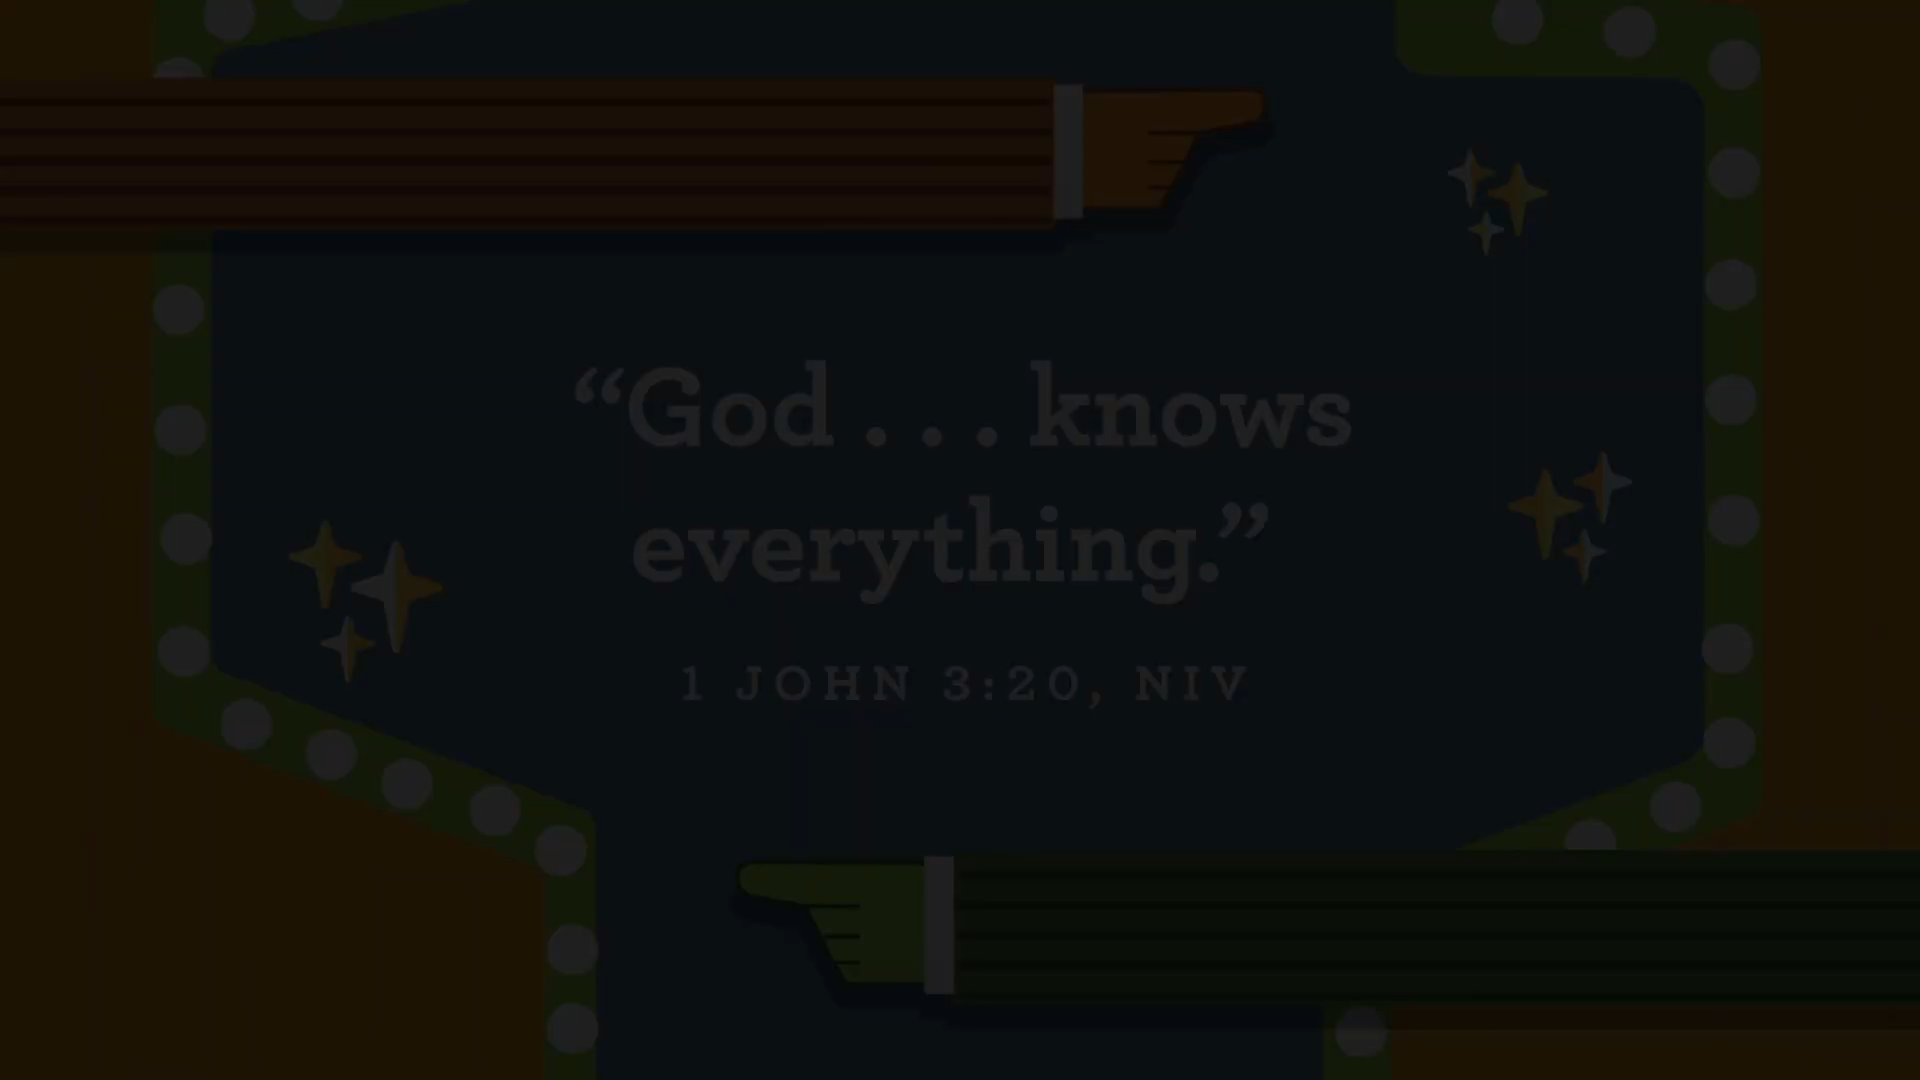 “God . . . knows
everything.”
1 JOHN 3:20, NIV